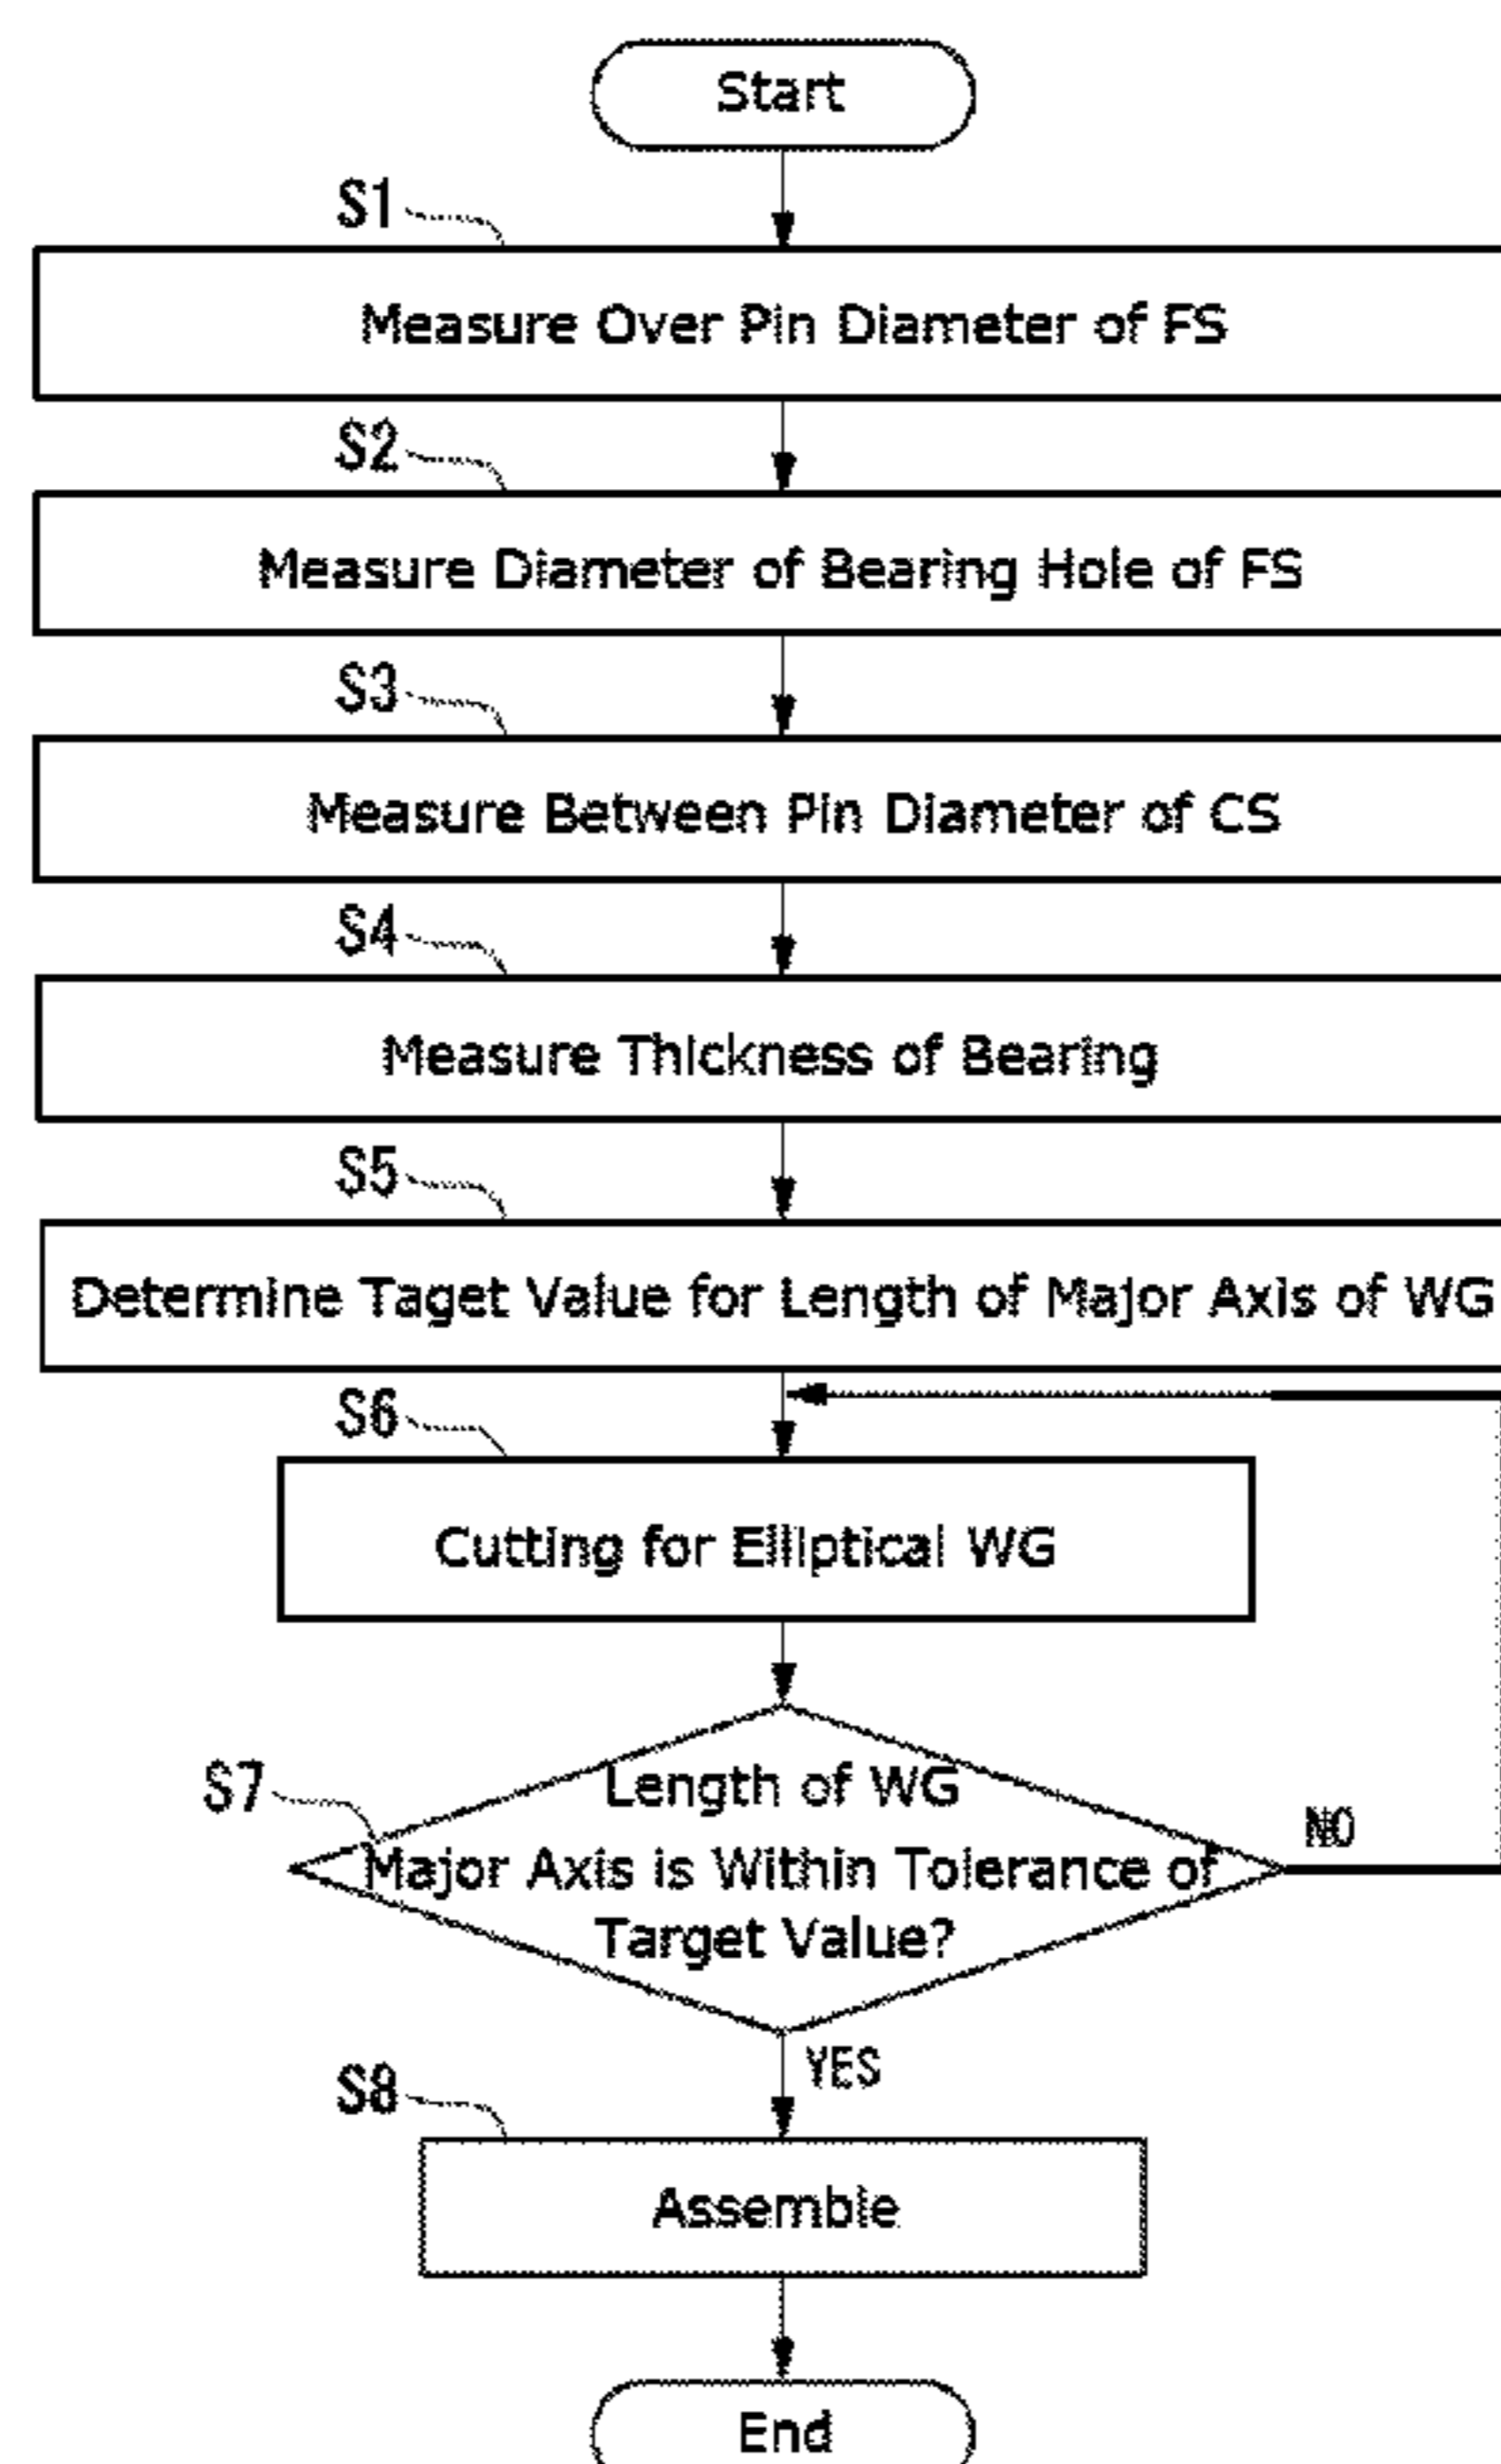 Start
S1
Measure Over Pin Diameter of FS
S2
Measure Diameter of Bearing Hole of FS
S3
Measure Between Pin Diameter of CS
S4
Measure Thickness of Bearing
S5
Determine Taget Value for Length of Major Axis of WG
S6
Cutting for Elliptical WG
S7
Length of WG
Major Axis is Within Tolerance of
Target Value?
NO
YES
S8
Assemble
End